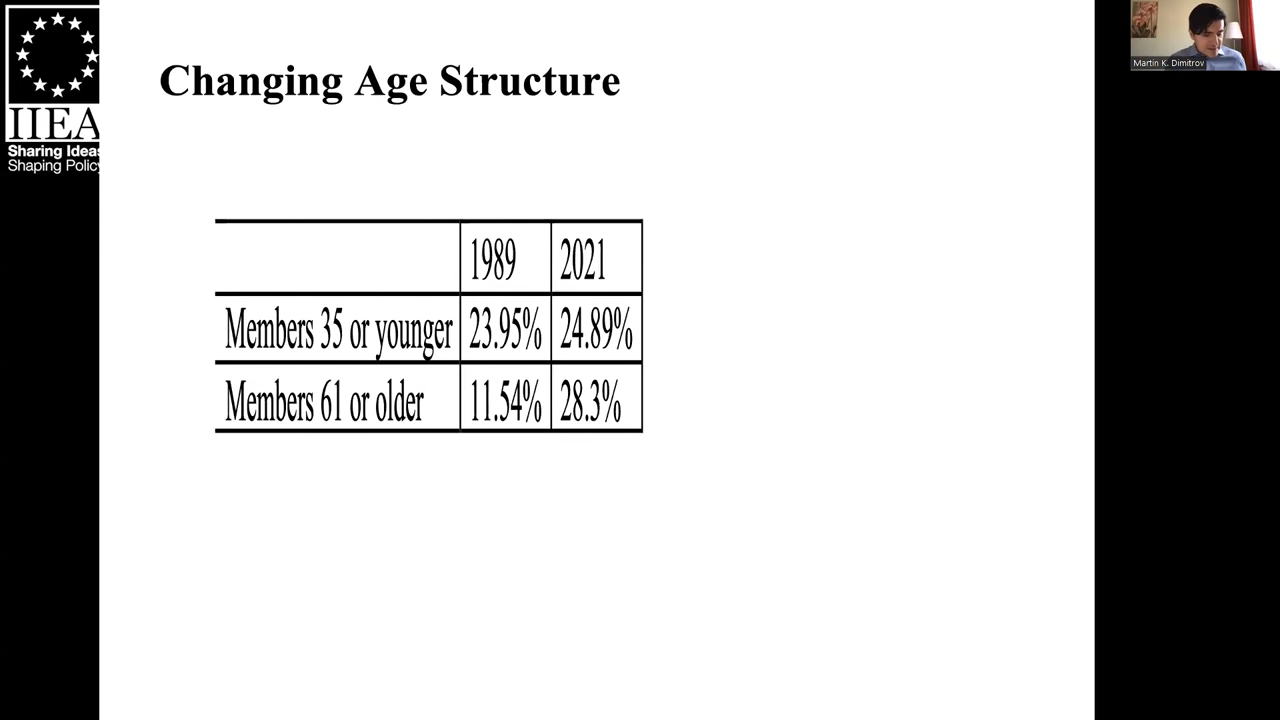 IIEA
Sharing Ideas
Shaping Policy
Martin K. Dimitrov
Changing Age Structure
1989 2021
Members 35 or younger 23.95% 24.89%
Members 61 or older 11.54% 28.3%